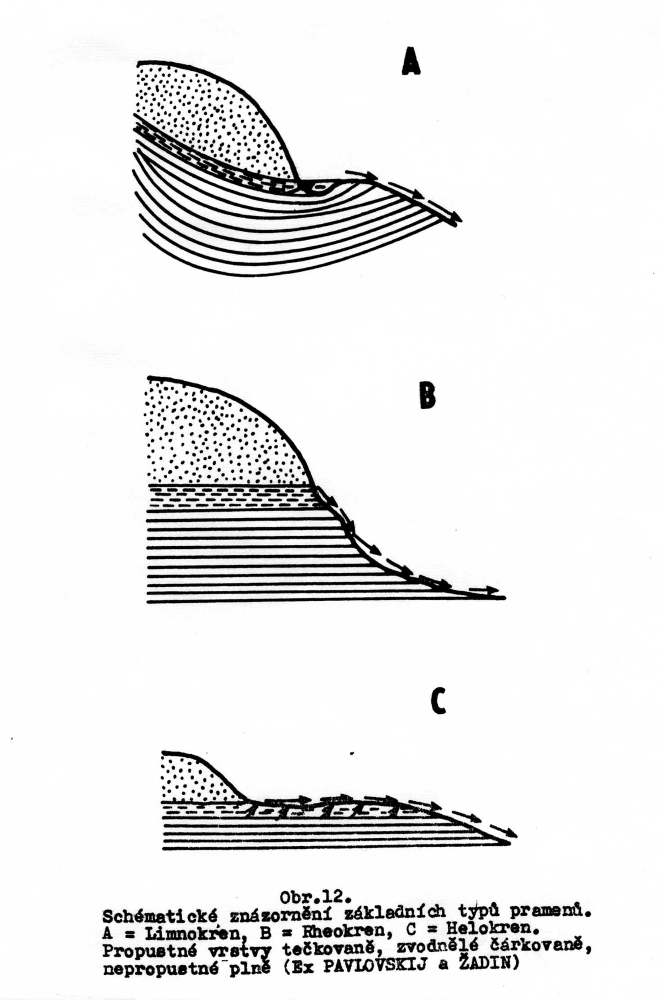 A
B
C
Obr.12.
Schématické znázornění základních typů pramenů.
A = Limnokren, B = Rheokren, C = Helokren.
Propustné vrstvy tečkovaně, zvodnělé čárkovaně,
nepropustné plně (Ex PAVLOVSKIJ a ŽADIN)